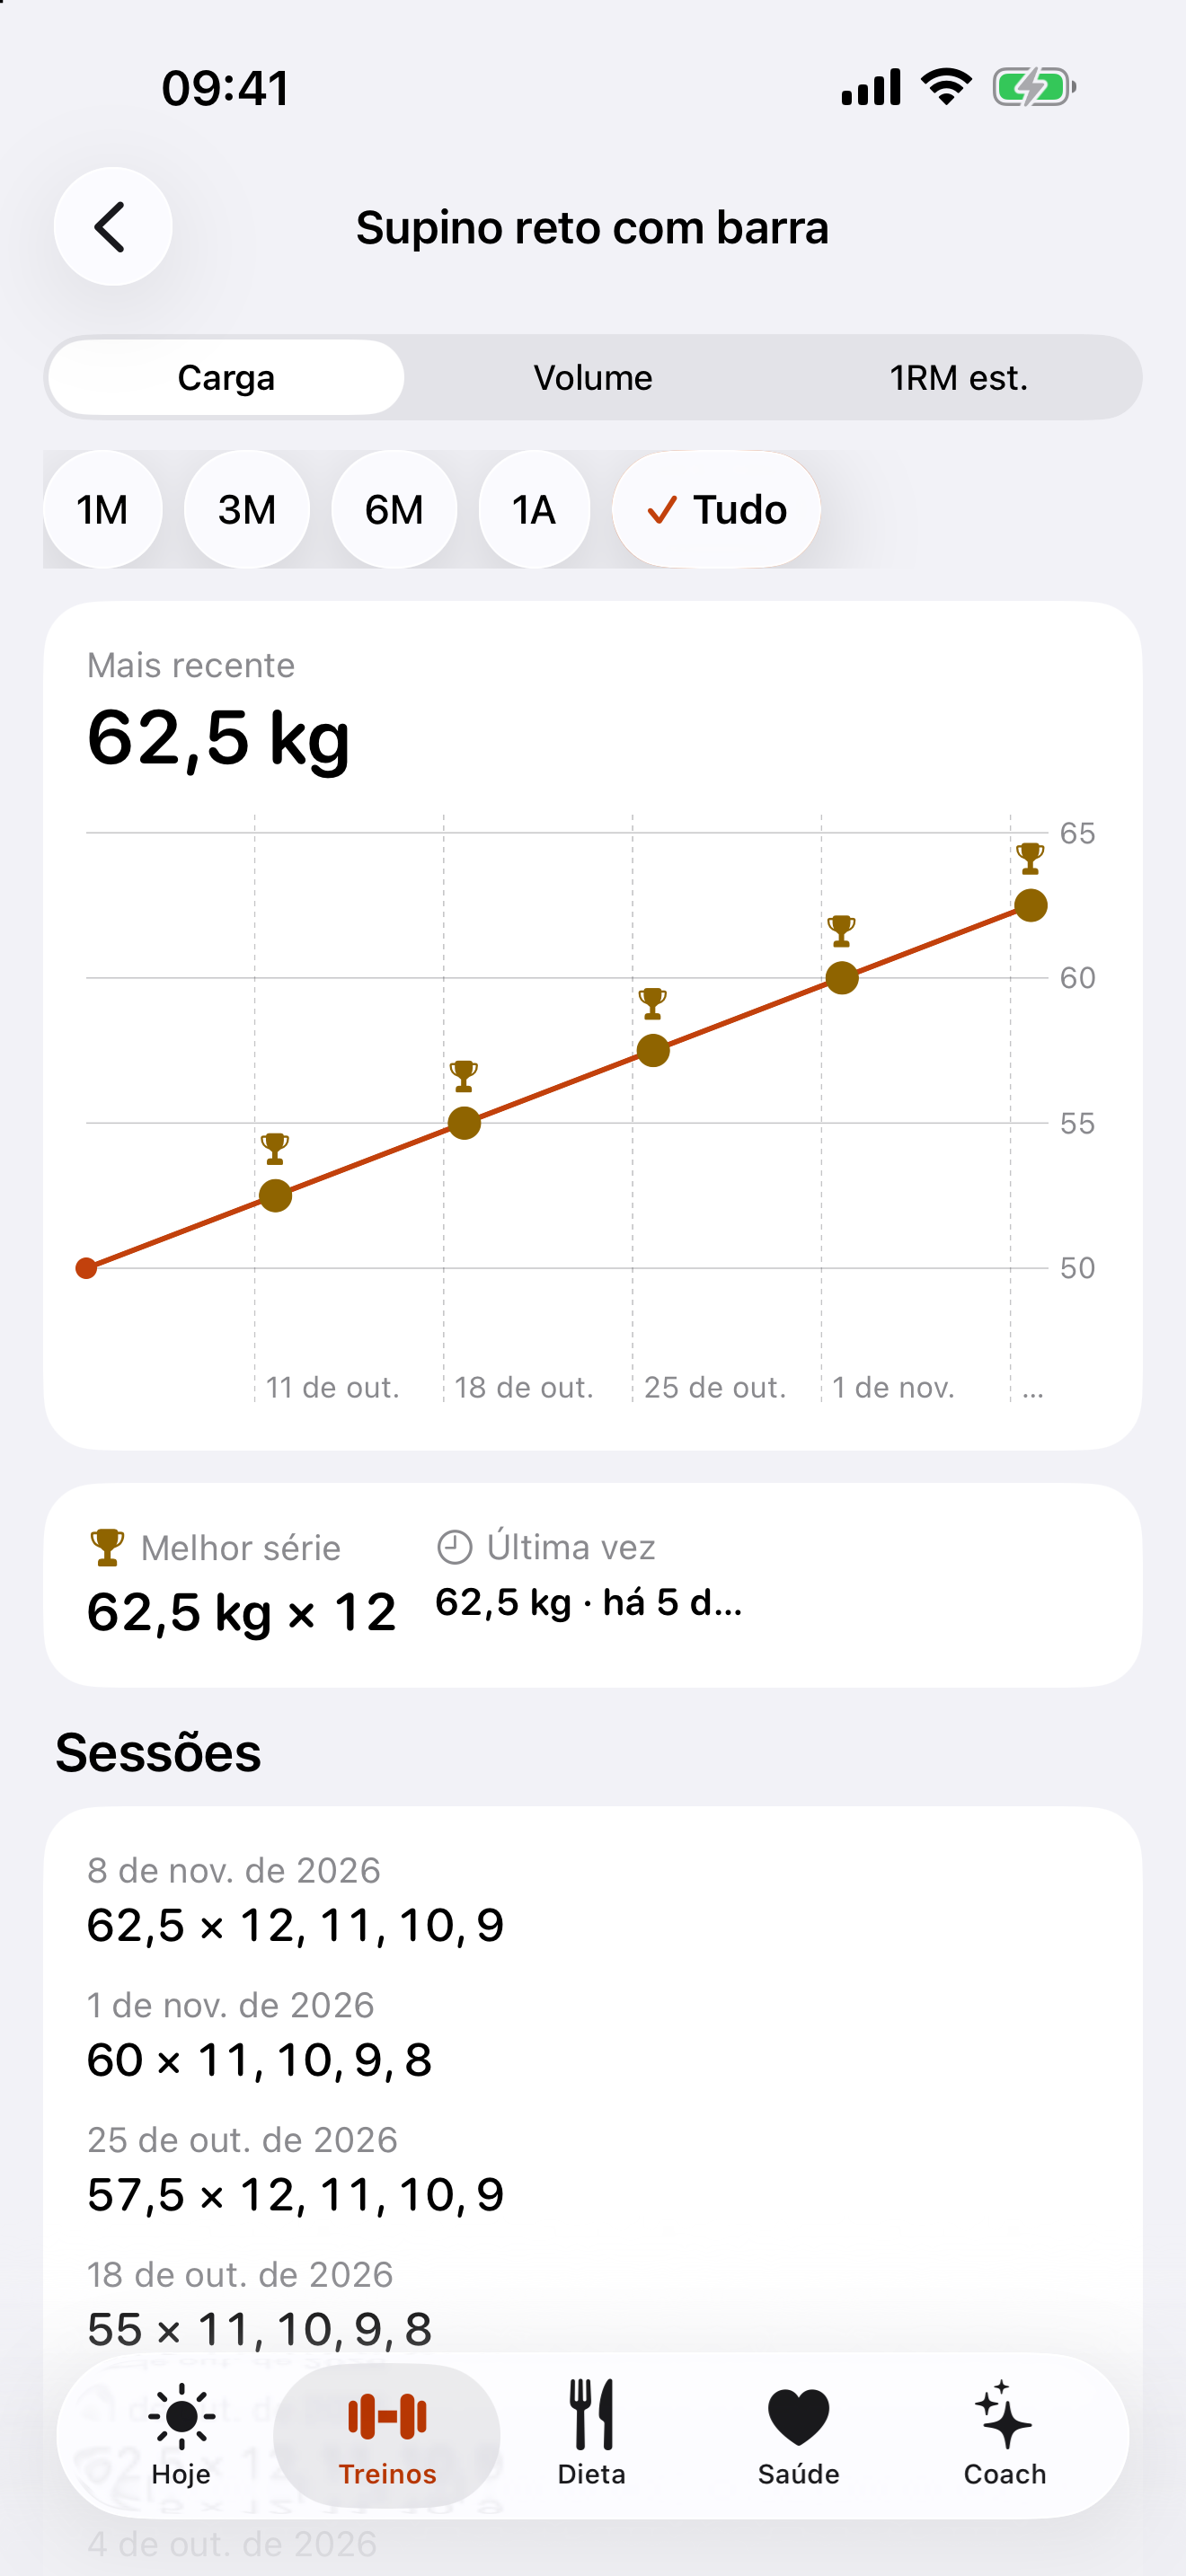 09:41
Supino reto com barra
Carga Volume 1RM est.
1M 3M 6M 1A Tudo
Mais recente
62,5 kg
65
60
55
50
11 de out. 18 de out. 25 de out. 1 de nov. ...
Melhor série
62,5 kg × 12
Última vez
62,5 kg · há 5 d...
Sessões
8 de nov. de 2026
62,5 × 12, 11, 10, 9
1 de nov. de 2026
60 × 11, 10, 9, 8
25 de out. de 2026
57,5 × 12, 11, 10, 9
18 de out. de 2026
55 × 11, 10, 9, 8
Hoje Treinos Dieta Saúde Coach
4 de out. de 2026